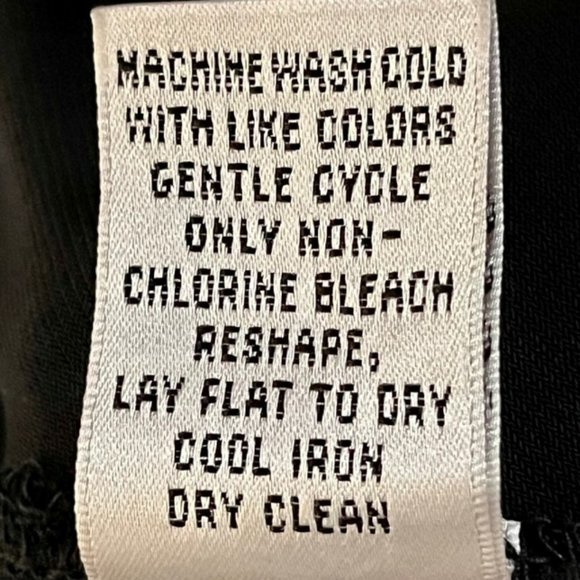 MACHINE WASH COLD
WITH LIKE COLORS
GENTLE CYCLE
ONLY NON-
CHLORINE BLEACH
RESHAPE,
LAY FLAT TO DRY
COOL IRON
DRY CLEAN